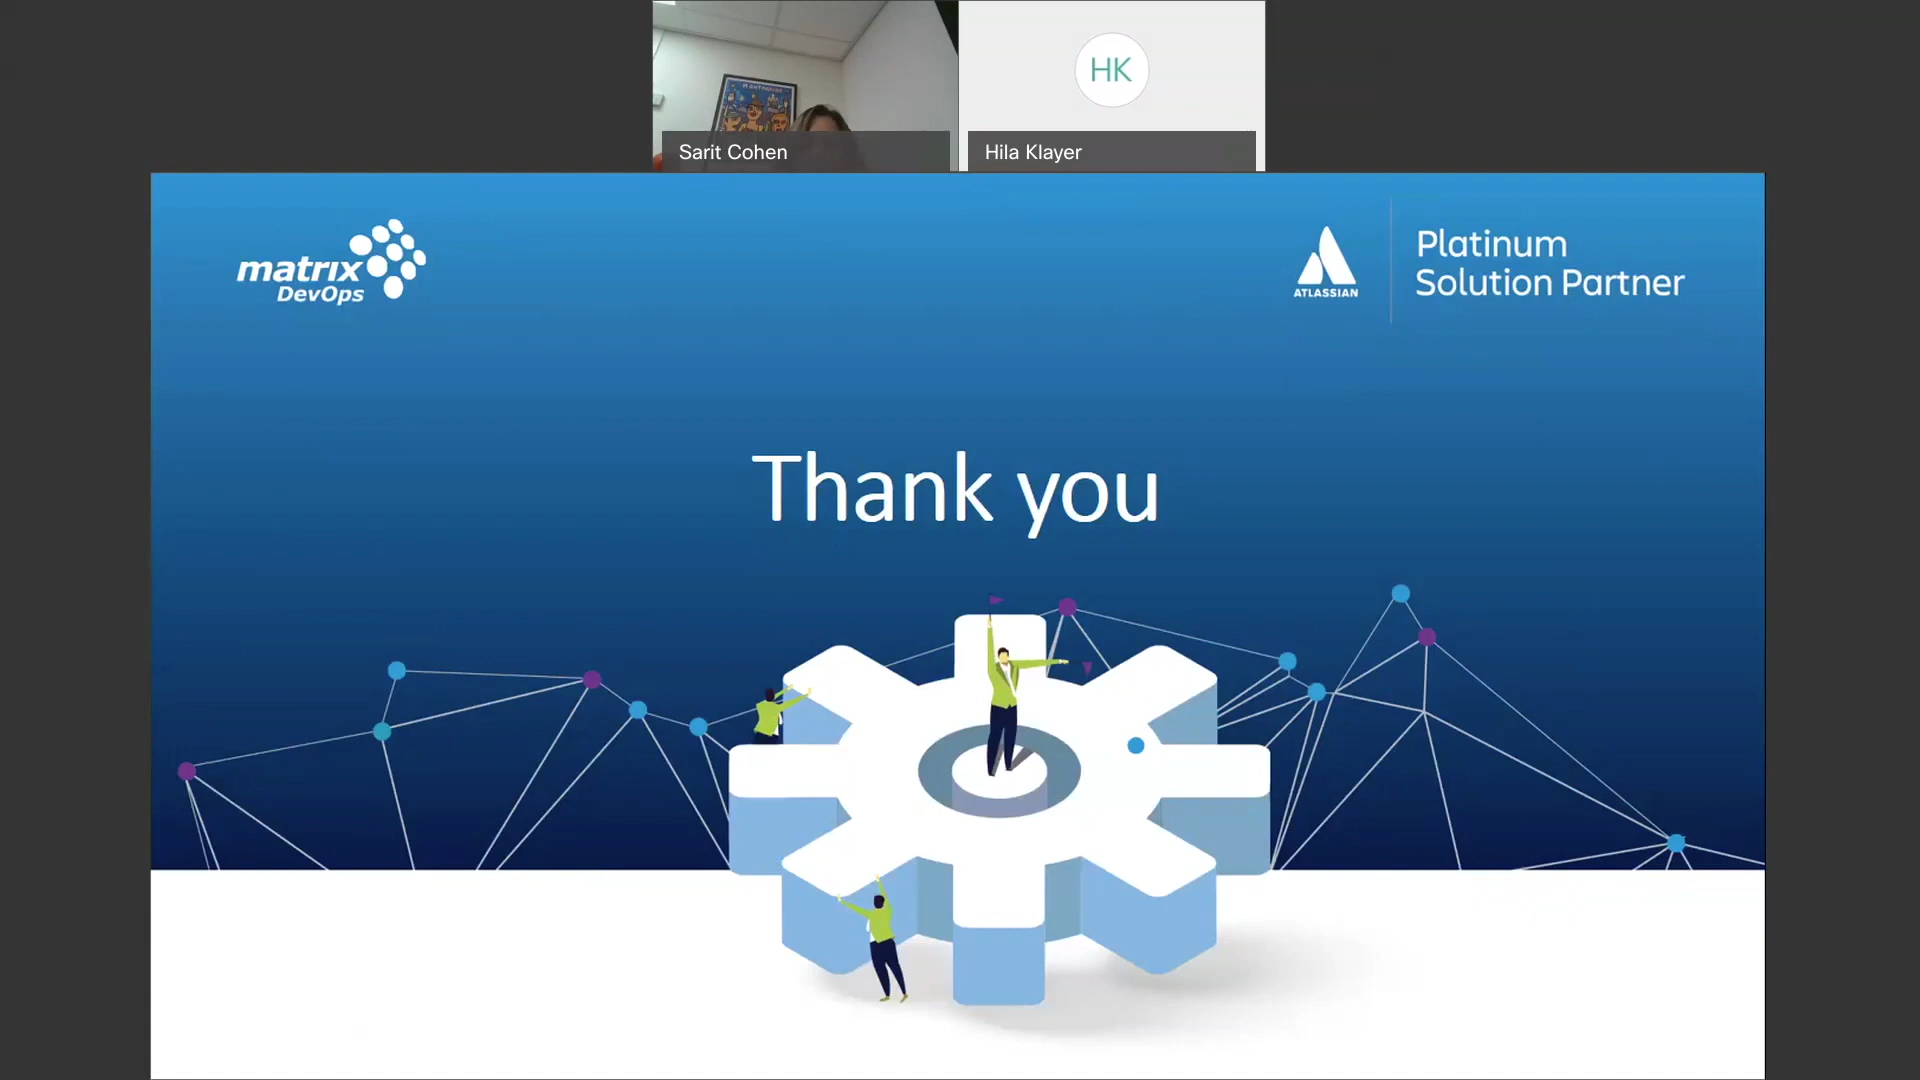 Sarit Cohen
HK
Hila Klayer
matrix
DevOps
ATLASSIAN
Platinum
Solution Partner
Thank you